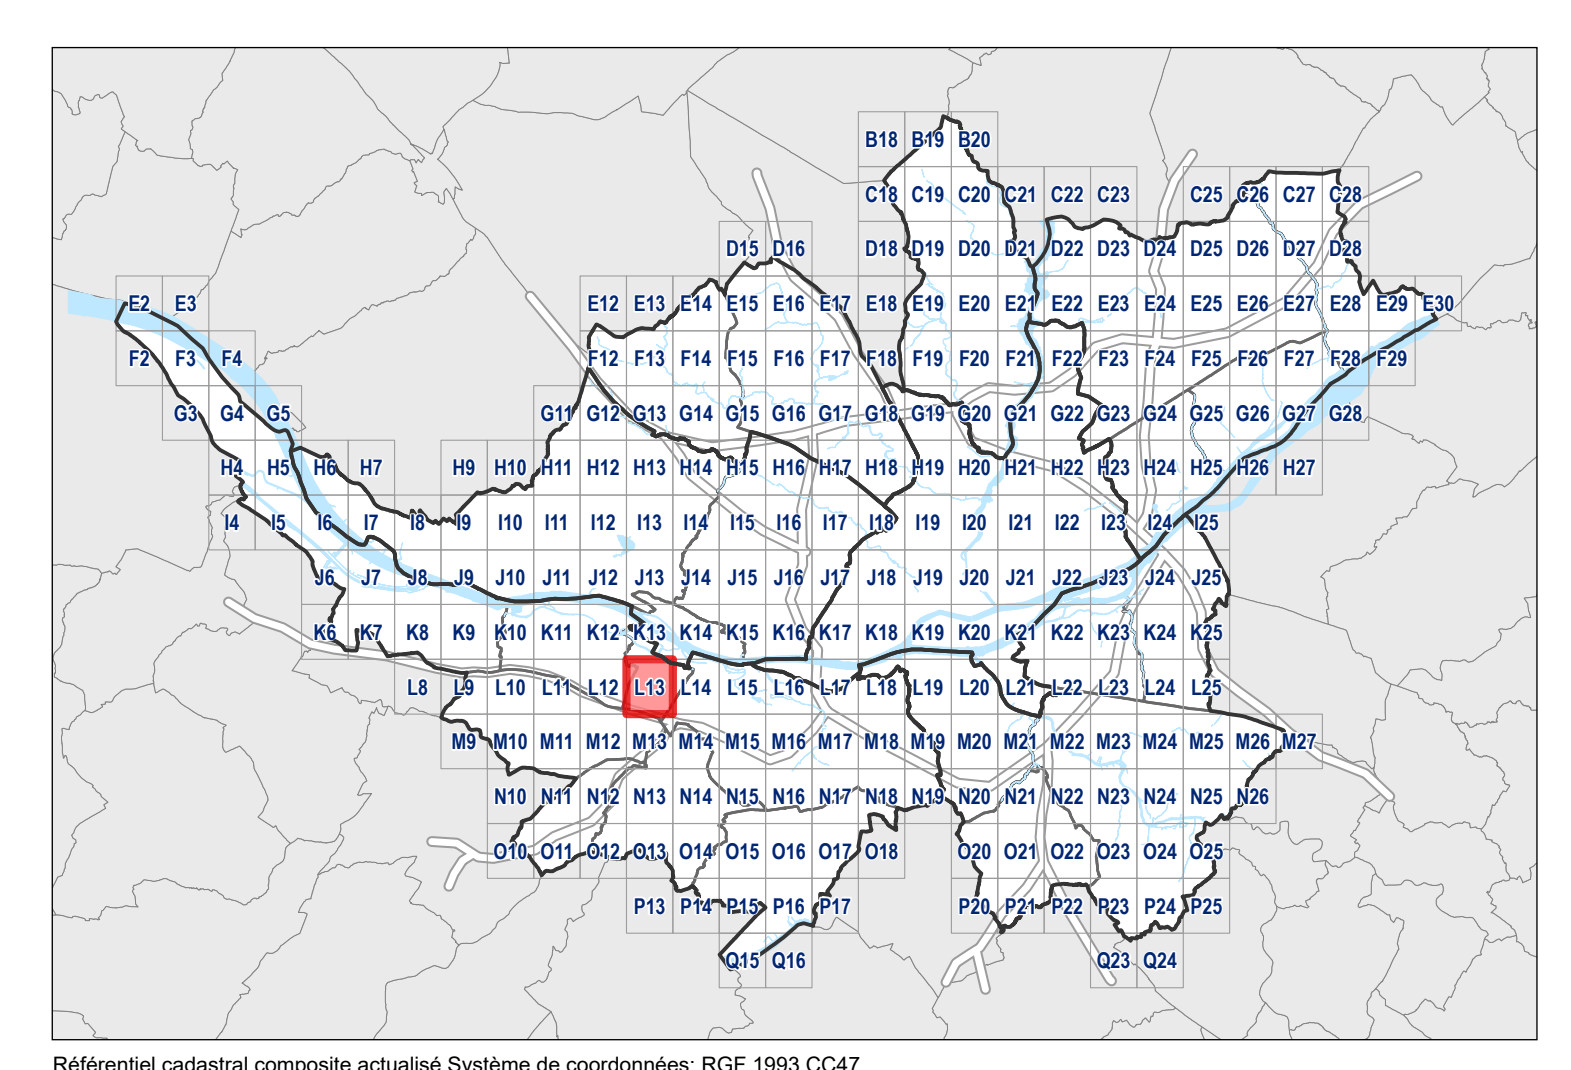 B18 B19 B20
C18 C19 C20 C21 C22 C23 C25 C26 C27 C28
D15 D16 D18 D19 D20 D21 D22 D23 D24 D25 D26 D27 D28
E2 E3 E12 E13 E14 E15 E16 E17 E18 E19 E20 E21 E22 E23 E24 E25 E26 E27 E28 E29 E30
F2 F3 F4 F12 F13 F14 F15 F16 F17 F18 F19 F20 F21 F22 F23 F24 F25 F26 F27 F28 F29
G3 G4 G5 G11 G12 G13 G14 G15 G16 G17 G18 G19 G20 G21 G22 G23 G24 G25 G26 G27 G28
H4 H5 H6 H7 H9 H10 H11 H12 H13 H14 H15 H16 H17 H18 H19 H20 H21 H22 H23 H24 H25 H26 H27
I4 I5 I6 I7 I8 I9 I10 I11 I12 I13 I14 I15 I16 I17 I18 I19 I20 I21 I22 I23 I24 I25
J6 J7 J8 J9 J10 J11 J12 J13 J14 J15 J16 J17 J18 J19 J20 J21 J22 J23 J24 J25
K6 K7 K8 K9 K10 K11 K12 K13 K14 K15 K16 K17 K18 K19 K20 K21 K22 K23 K24 K25
L8 L9 L10 L11 L12 L13 L14 L15 L16 L17 L18 L19 L20 L21 L22 L23 L24 L25
M9 M10 M11 M12 M13 M14 M15 M16 M17 M18 M19 M20 M21 M22 M23 M24 M25 M26 M27
N10 N11 N12 N13 N14 N15 N16 N17 N18 N19 N20 N21 N22 N23 N24 N25 N26
O10 O11 O12 O13 O14 O15 O16 O17 O18 O20 O21 O22 O23 O24 O25
P13 P14 P15 P16 P17 P20 P21 P22 P23 P24 P25
Q15 Q16 Q23 Q24
Référentiel cadastral composite actualisé Système de coordonnées: RGF 1993 CC47